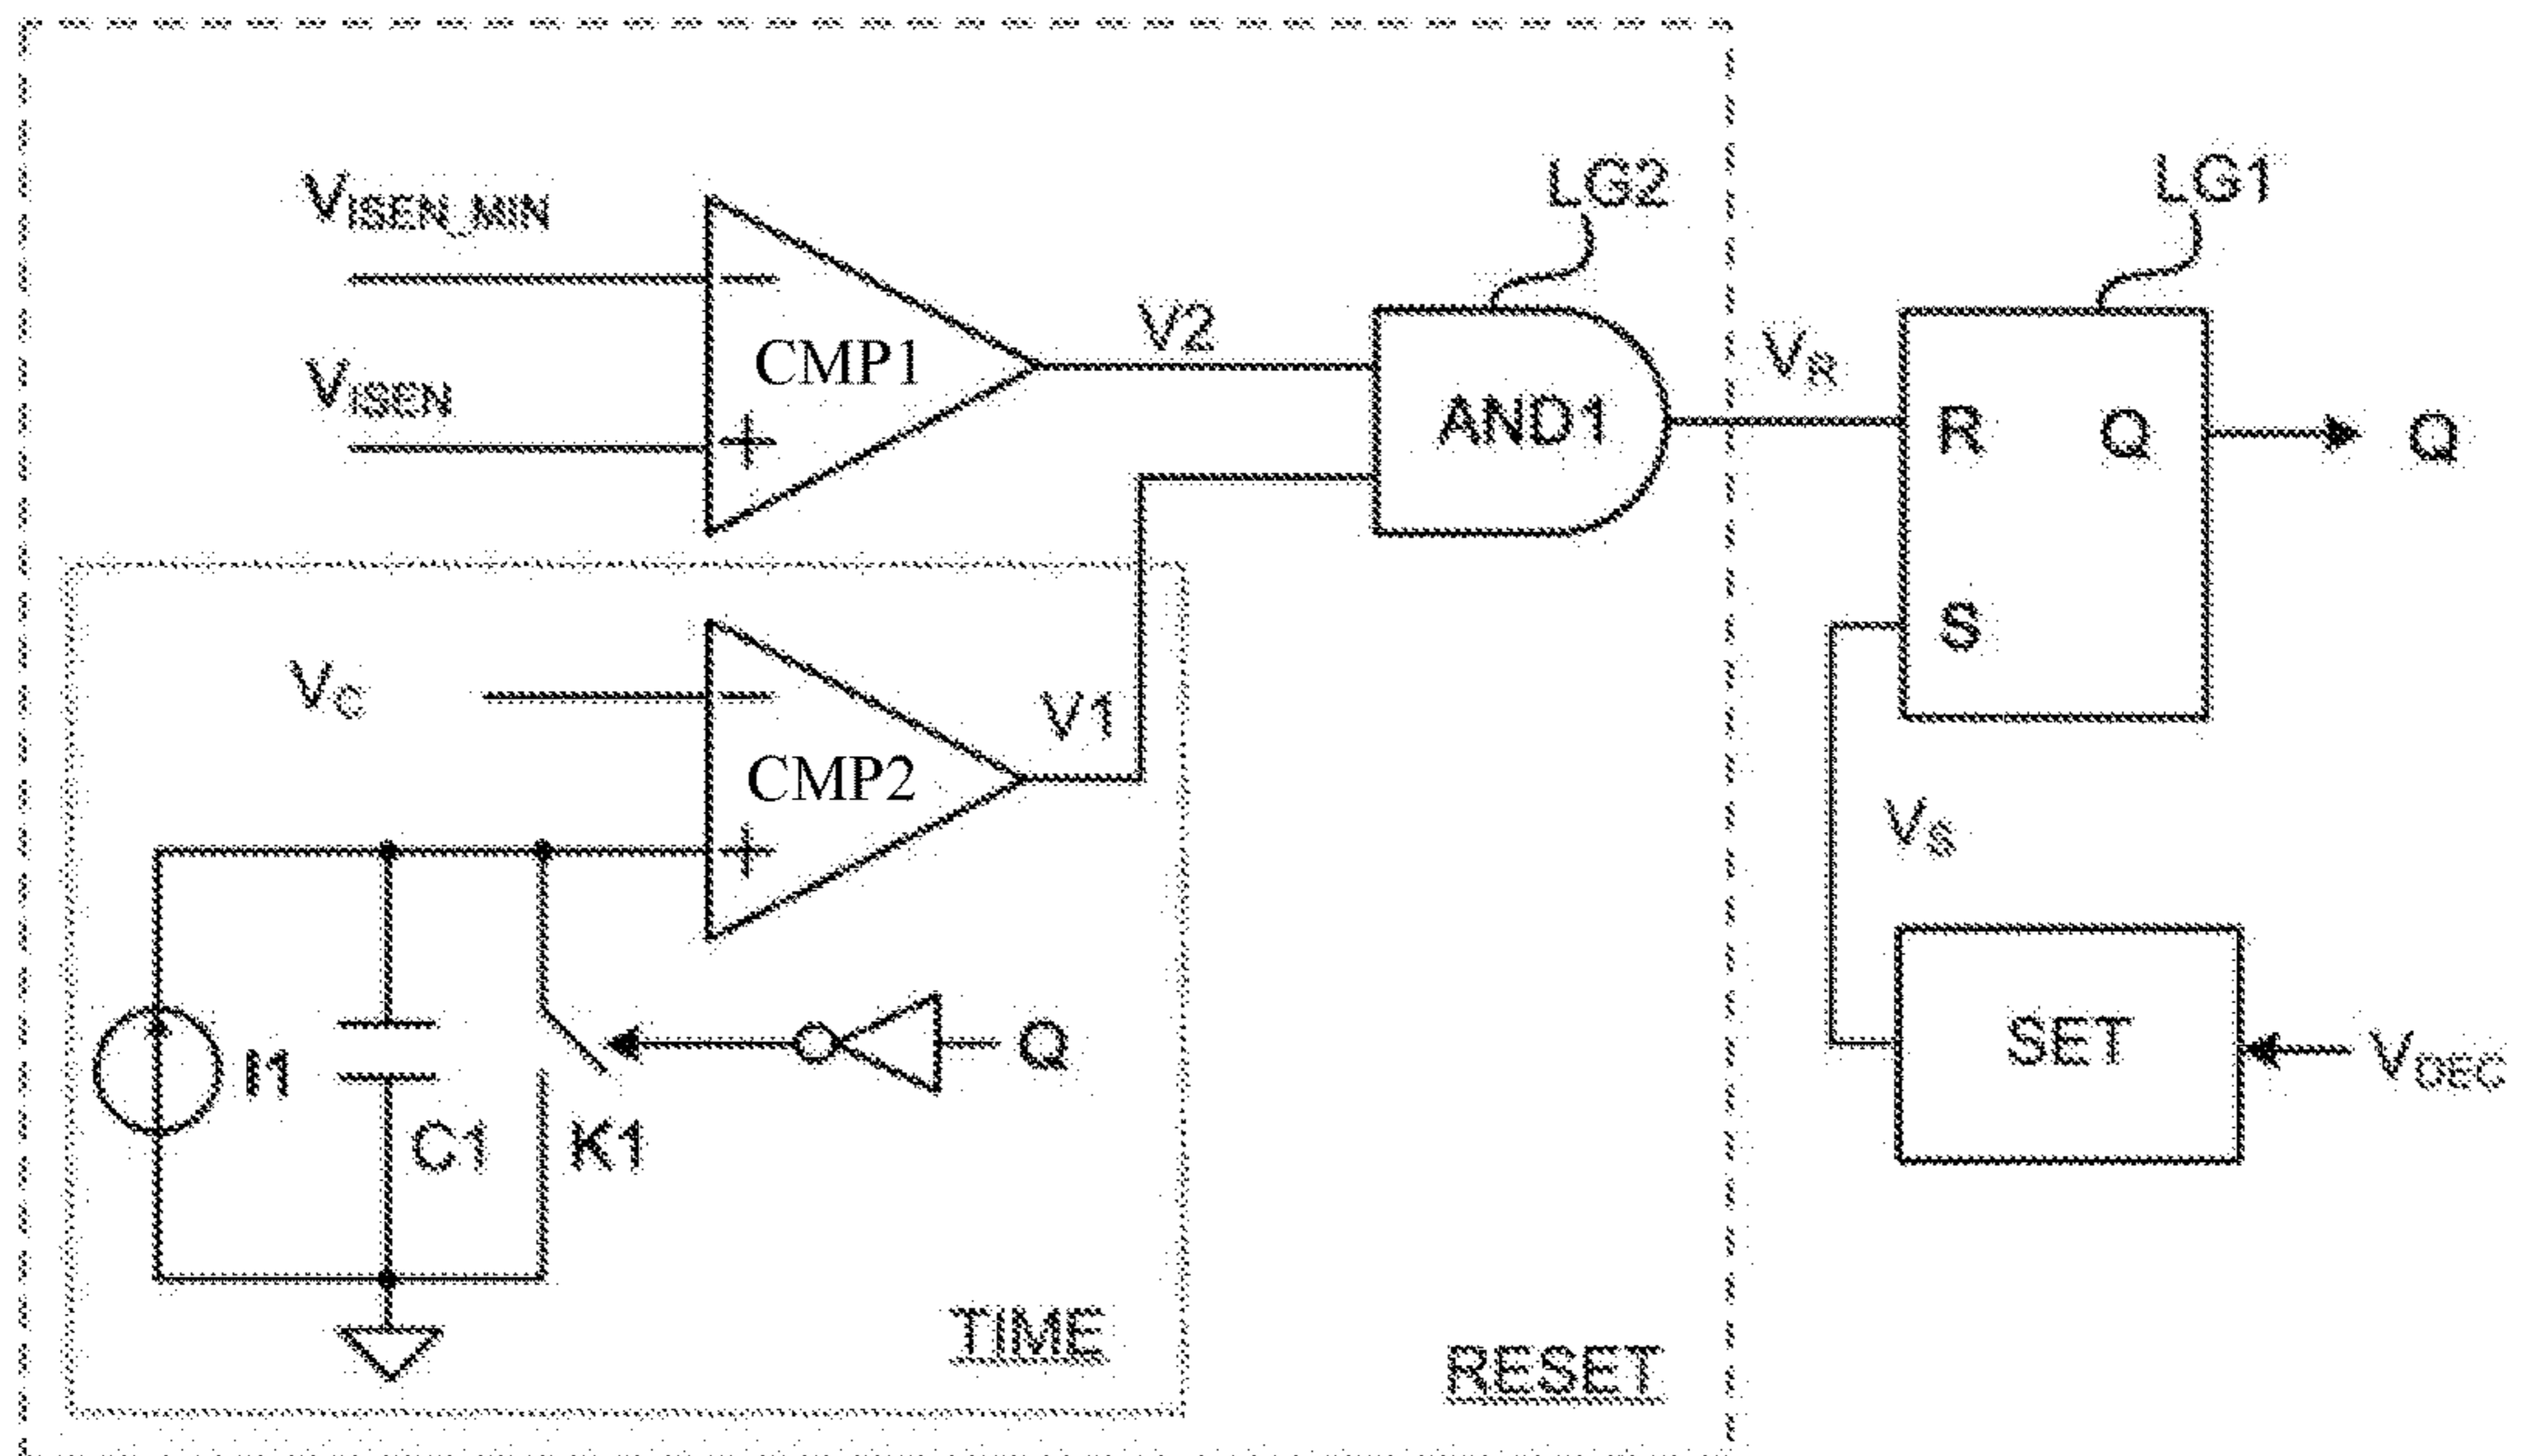 LG2
LG1
VISEN_MIN
V2
CMP1
VISEN
AND1
VR
R
Q
Q
S
VC
V1
CMP2
VS
I1
C1
K1
Q
SET
VDEC
TIME
RESET